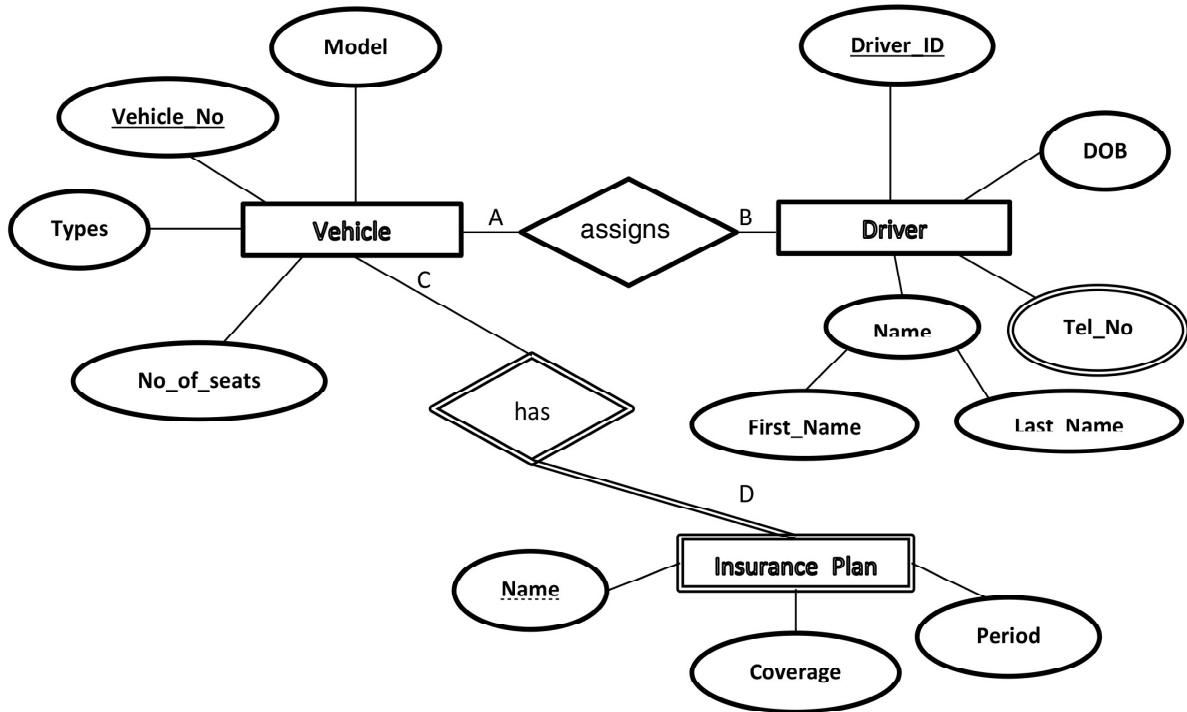 Model
Driver_ID
Vehicle_No
DOB
Types
Vehicle
A
assigns
B
Driver
C
Name
Tel_No
No_of_seats
has
First_Name
Last_Name
D
Insurance Plan
Name
Period
Coverage